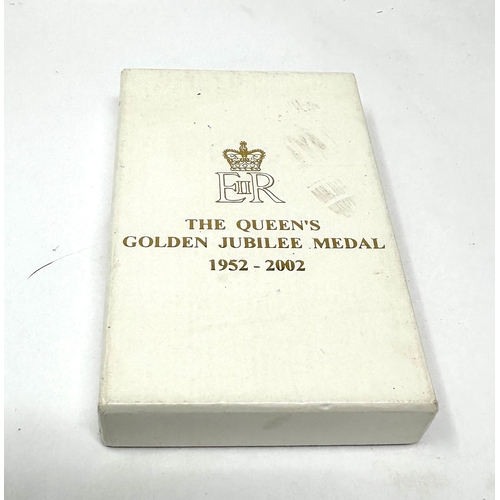 EIIR
THE QUEEN'S
GOLDEN JUBILEE MEDAL
1952 - 2002